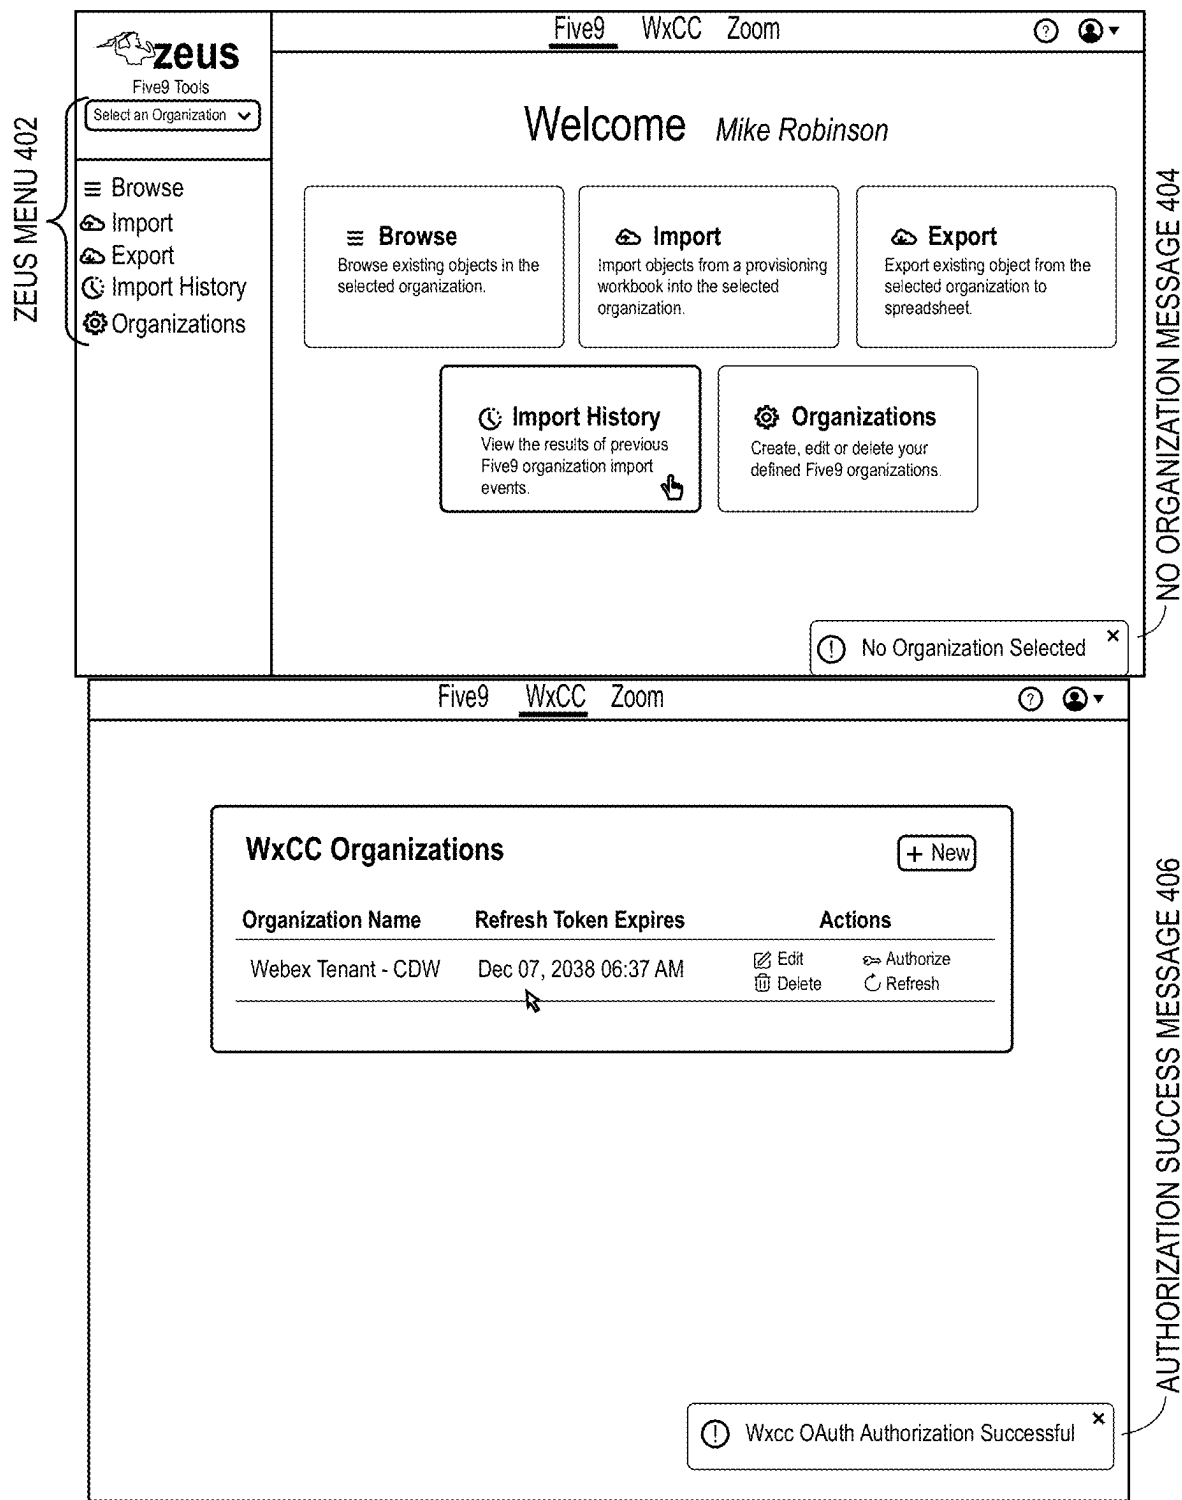 Five9 WxCC Zoom
?
zeus
Five9 Tools
Select an Organization
Browse
Import
Export
Import History
Organizations
ZEUS MENU 402
Welcome Mike Robinson
Browse
Browse existing objects in the
selected organization.
Import
Import objects from a provisioning
workbook into the selected
organization.
Export
Export existing object from the
selected organization to
spreadsheet.
Import History
View the results of previous
Five9 organization import
events.
Organizations
Create, edit or delete your
defined Five9 organizations.
! No Organization Selected ×
NO ORGANIZATION MESSAGE 404
Five9 WxCC Zoom
?
WxCC Organizations
+ New
Organization Name Refresh Token Expires Actions
Webex Tenant - CDW Dec 07, 2038 06:37 AM
Edit Authorize
Delete Refresh
! Wxcc OAuth Authorization Successful ×
AUTHORIZATION SUCCESS MESSAGE 406